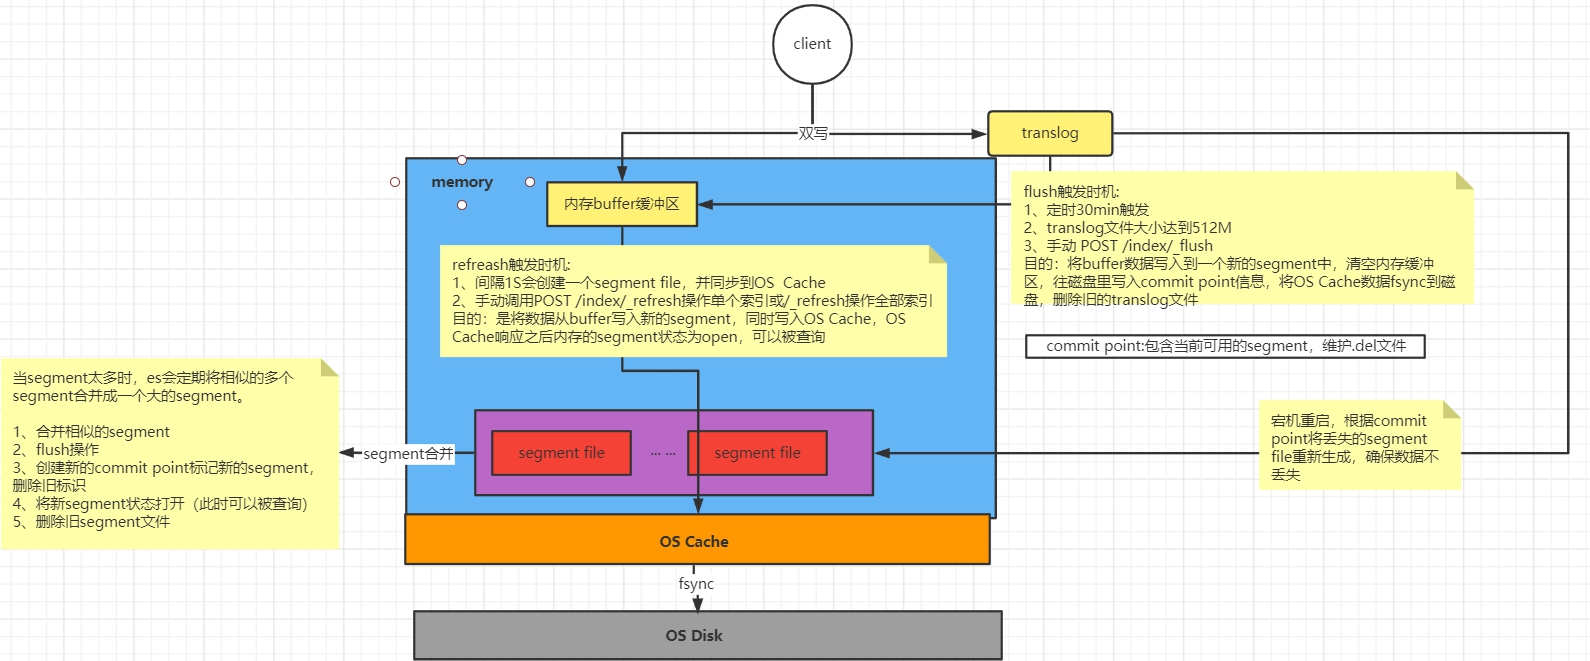 client
双写
translog
memory
内存buffer缓冲区
flush触发时机:
1、定时30min触发
2、translog文件大小达到512M
3、手动 POST /index/_flush
目的：将buffer数据写入到一个新的segment中，清空内存缓冲
区，往磁盘里写入commit point信息，将OS Cache数据fsync到磁
盘，删除旧的translog文件
refreash触发时机:
1、间隔1S会创建一个segment file，并同步到OS  Cache
2、手动调用POST /index/_refresh操作单个索引或/_refresh操作全部索引
目的：是将数据从buffer写入新的segment，同时写入OS Cache，OS
Cache响应之后内存的segment状态为open，可以被查询
commit point:包含当前可用的segment，维护.del文件
当segment太多时，es会定期将相似的多个
segment合并成一个大的segment。
1、合并相似的segment
2、flush操作
3、创建新的commit point标记新的segment，
删除旧标识
4、将新segment状态打开（此时可以被查询）
5、删除旧segment文件
segment合并
segment file
... ...
segment file
宕机重启，根据commit
point将丢失的segment
file重新生成，确保数据不
丢失
OS Cache
fsync
OS Disk